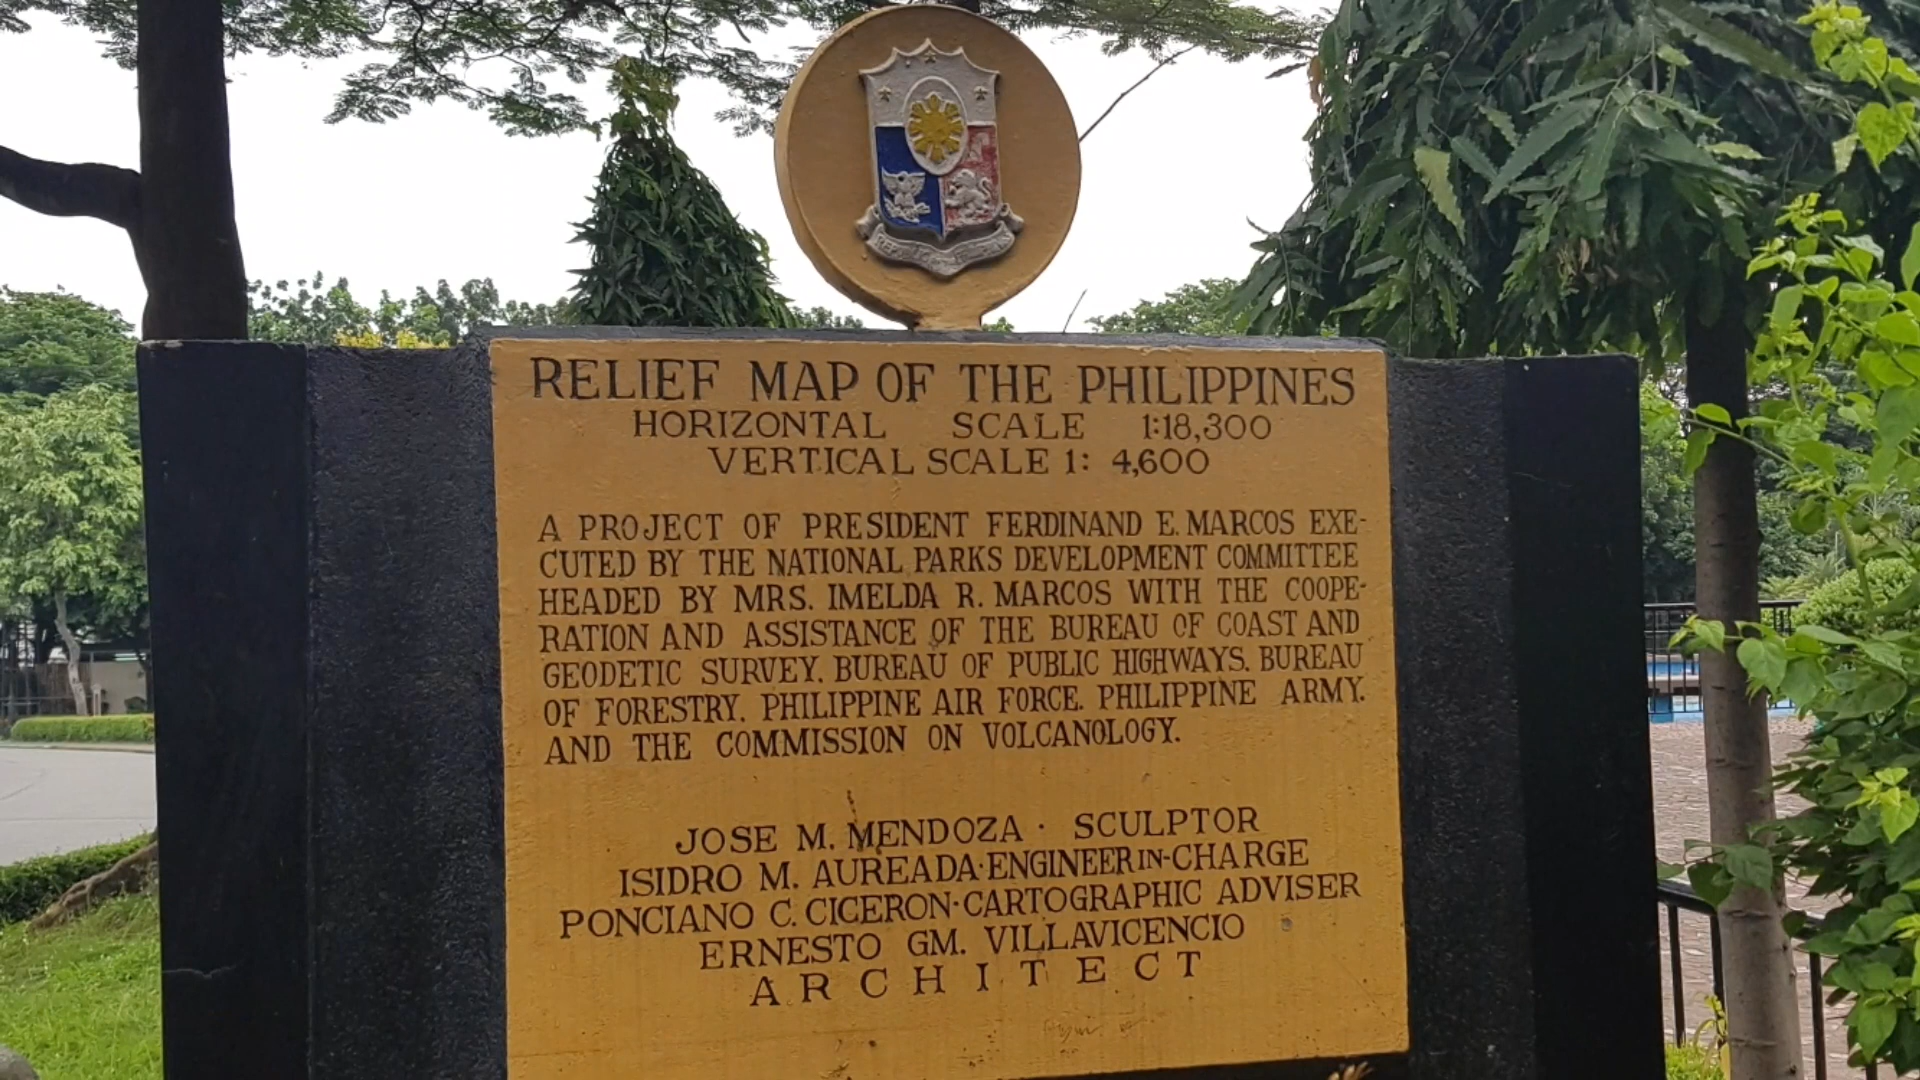 RELIEF MAP OF THE PHILIPPINES
HORIZONTAL SCALE 1:18,300
VERTICAL SCALE 1: 4,600
A PROJECT OF PRESIDENT FERDINAND E. MARCOS EXE-
CUTED BY THE NATIONAL PARKS DEVELOPMENT COMMITTEE
HEADED BY MRS. IMELDA R. MARCOS WITH THE COOPE-
RATION AND ASSISTANCE OF THE BUREAU OF COAST AND
GEODETIC SURVEY. BUREAU OF PUBLIC HIGHWAYS. BUREAU
OF FORESTRY. PHILIPPINE AIR FORCE. PHILIPPINE ARMY.
AND THE COMMISSION ON VOLCANOLOGY.
JOSE M. MENDOZA · SCULPTOR
ISIDRO M. AUREADA·ENGINEER IN-CHARGE
PONCIANO C. CICERON·CARTOGRAPHIC ADVISER
ERNESTO GM. VILLAVICENCIO
ARCHITECT